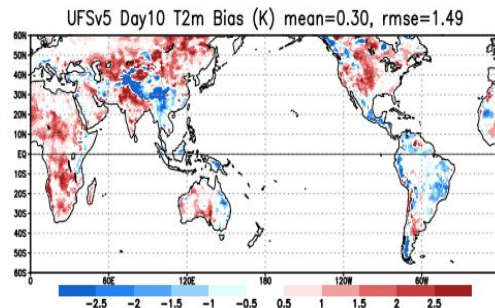 UFSv5 Day10 T2m Bias (K) mean=0.30, rmse=1.49
60N
50N
40N
30N
20N
10N
EQ
10S
20S
30S
40S
50S
60S
0 60E 120E 180 120W 60W 0
-2.5 -2 -1.5 -1 -0.5 0.5 1 1.5 2 2.5